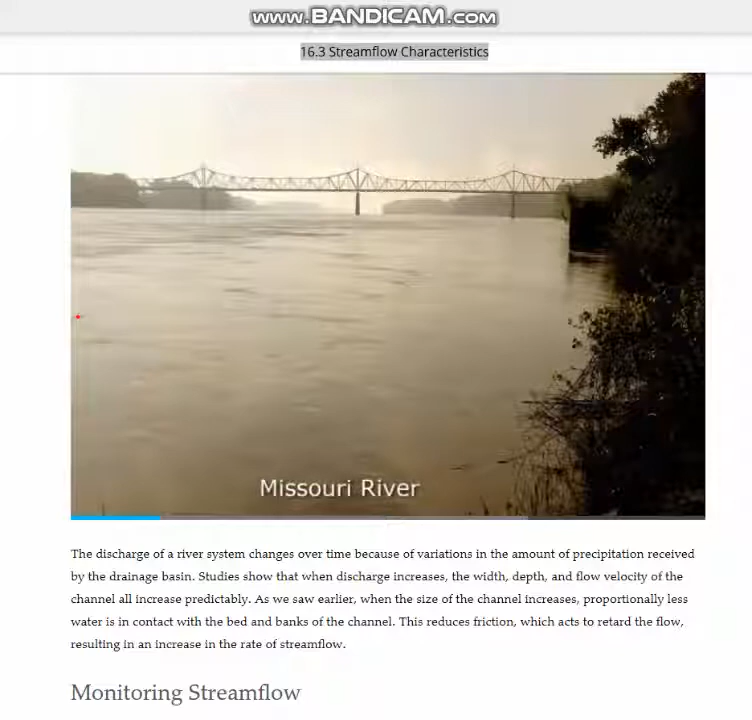 www.BANDICAM.com
16.3 Streamflow Characteristics
Missouri River
The discharge of a river system changes over time because of variations in the amount of precipitation received
by the drainage basin. Studies show that when discharge increases, the width, depth, and flow velocity of the
channel all increase predictably. As we saw earlier, when the size of the channel increases, proportionally less
water is in contact with the bed and banks of the channel. This reduces friction, which acts to retard the flow,
resulting in an increase in the rate of streamflow.
Monitoring Streamflow